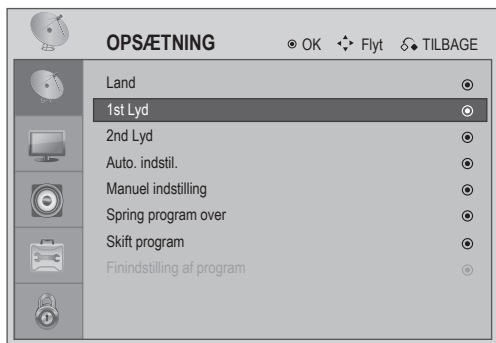 OPSÆTNING OK Flyt TILBAGE
Land
1st Lyd
2nd Lyd
Auto. indstil.
Manuel indstilling
Spring program over
Skift program
Finindstilling af program